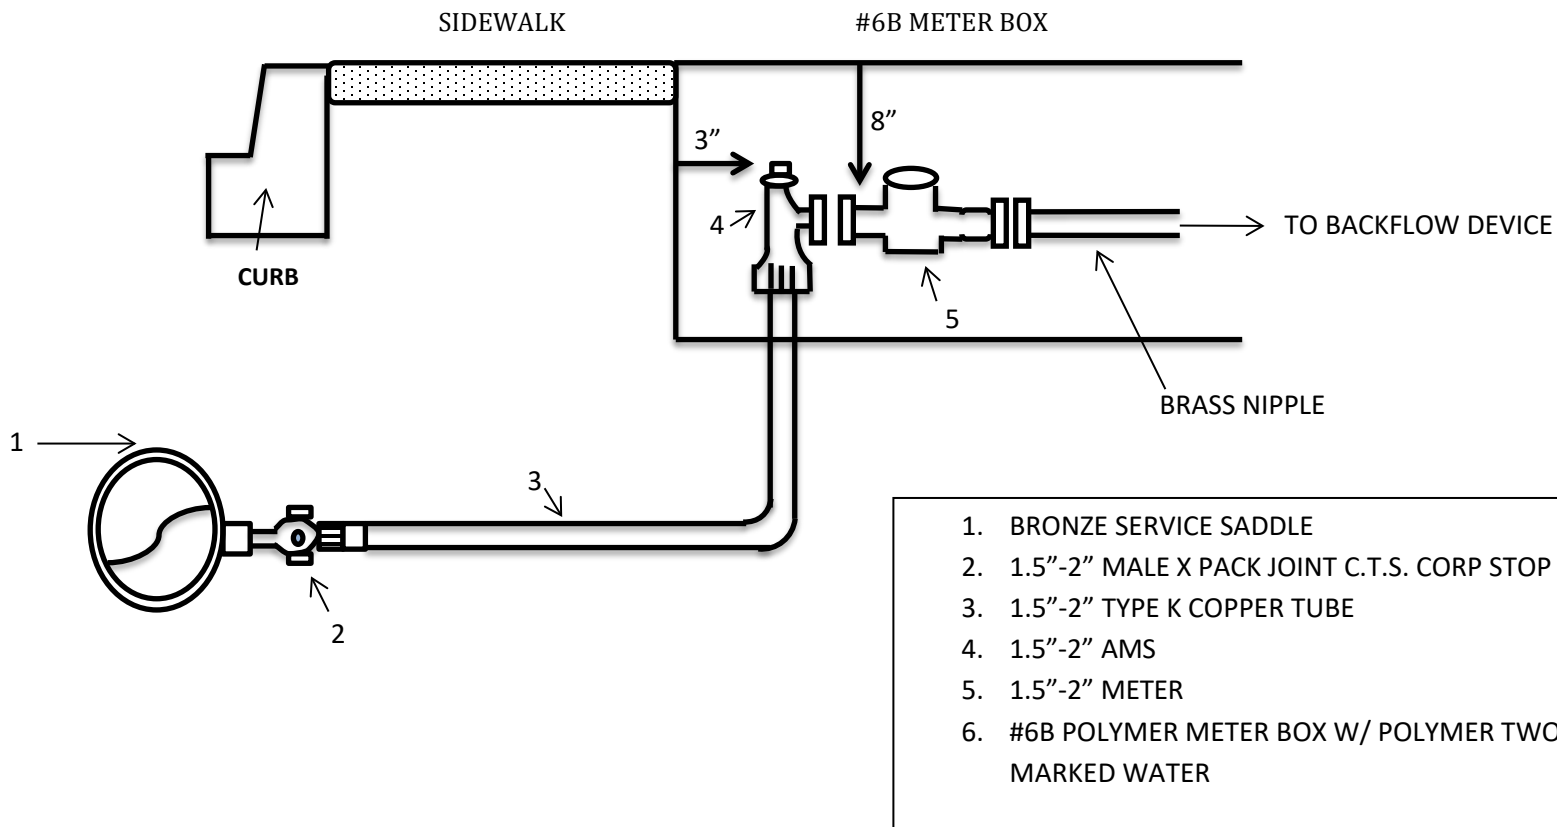 SIDEWALK
#6B METER BOX
8”
3”
4
TO BACKFLOW DEVICE
CURB
5
BRASS NIPPLE
1
3
2
1. BRONZE SERVICE SADDLE
2. 1.5”-2” MALE X PACK JOINT C.T.S. CORP STOP
3. 1.5”-2” TYPE K COPPER TUBE
4. 1.5”-2” AMS
5. 1.5”-2” METER
6. #6B POLYMER METER BOX W/ POLYMER TWO
MARKED WATER